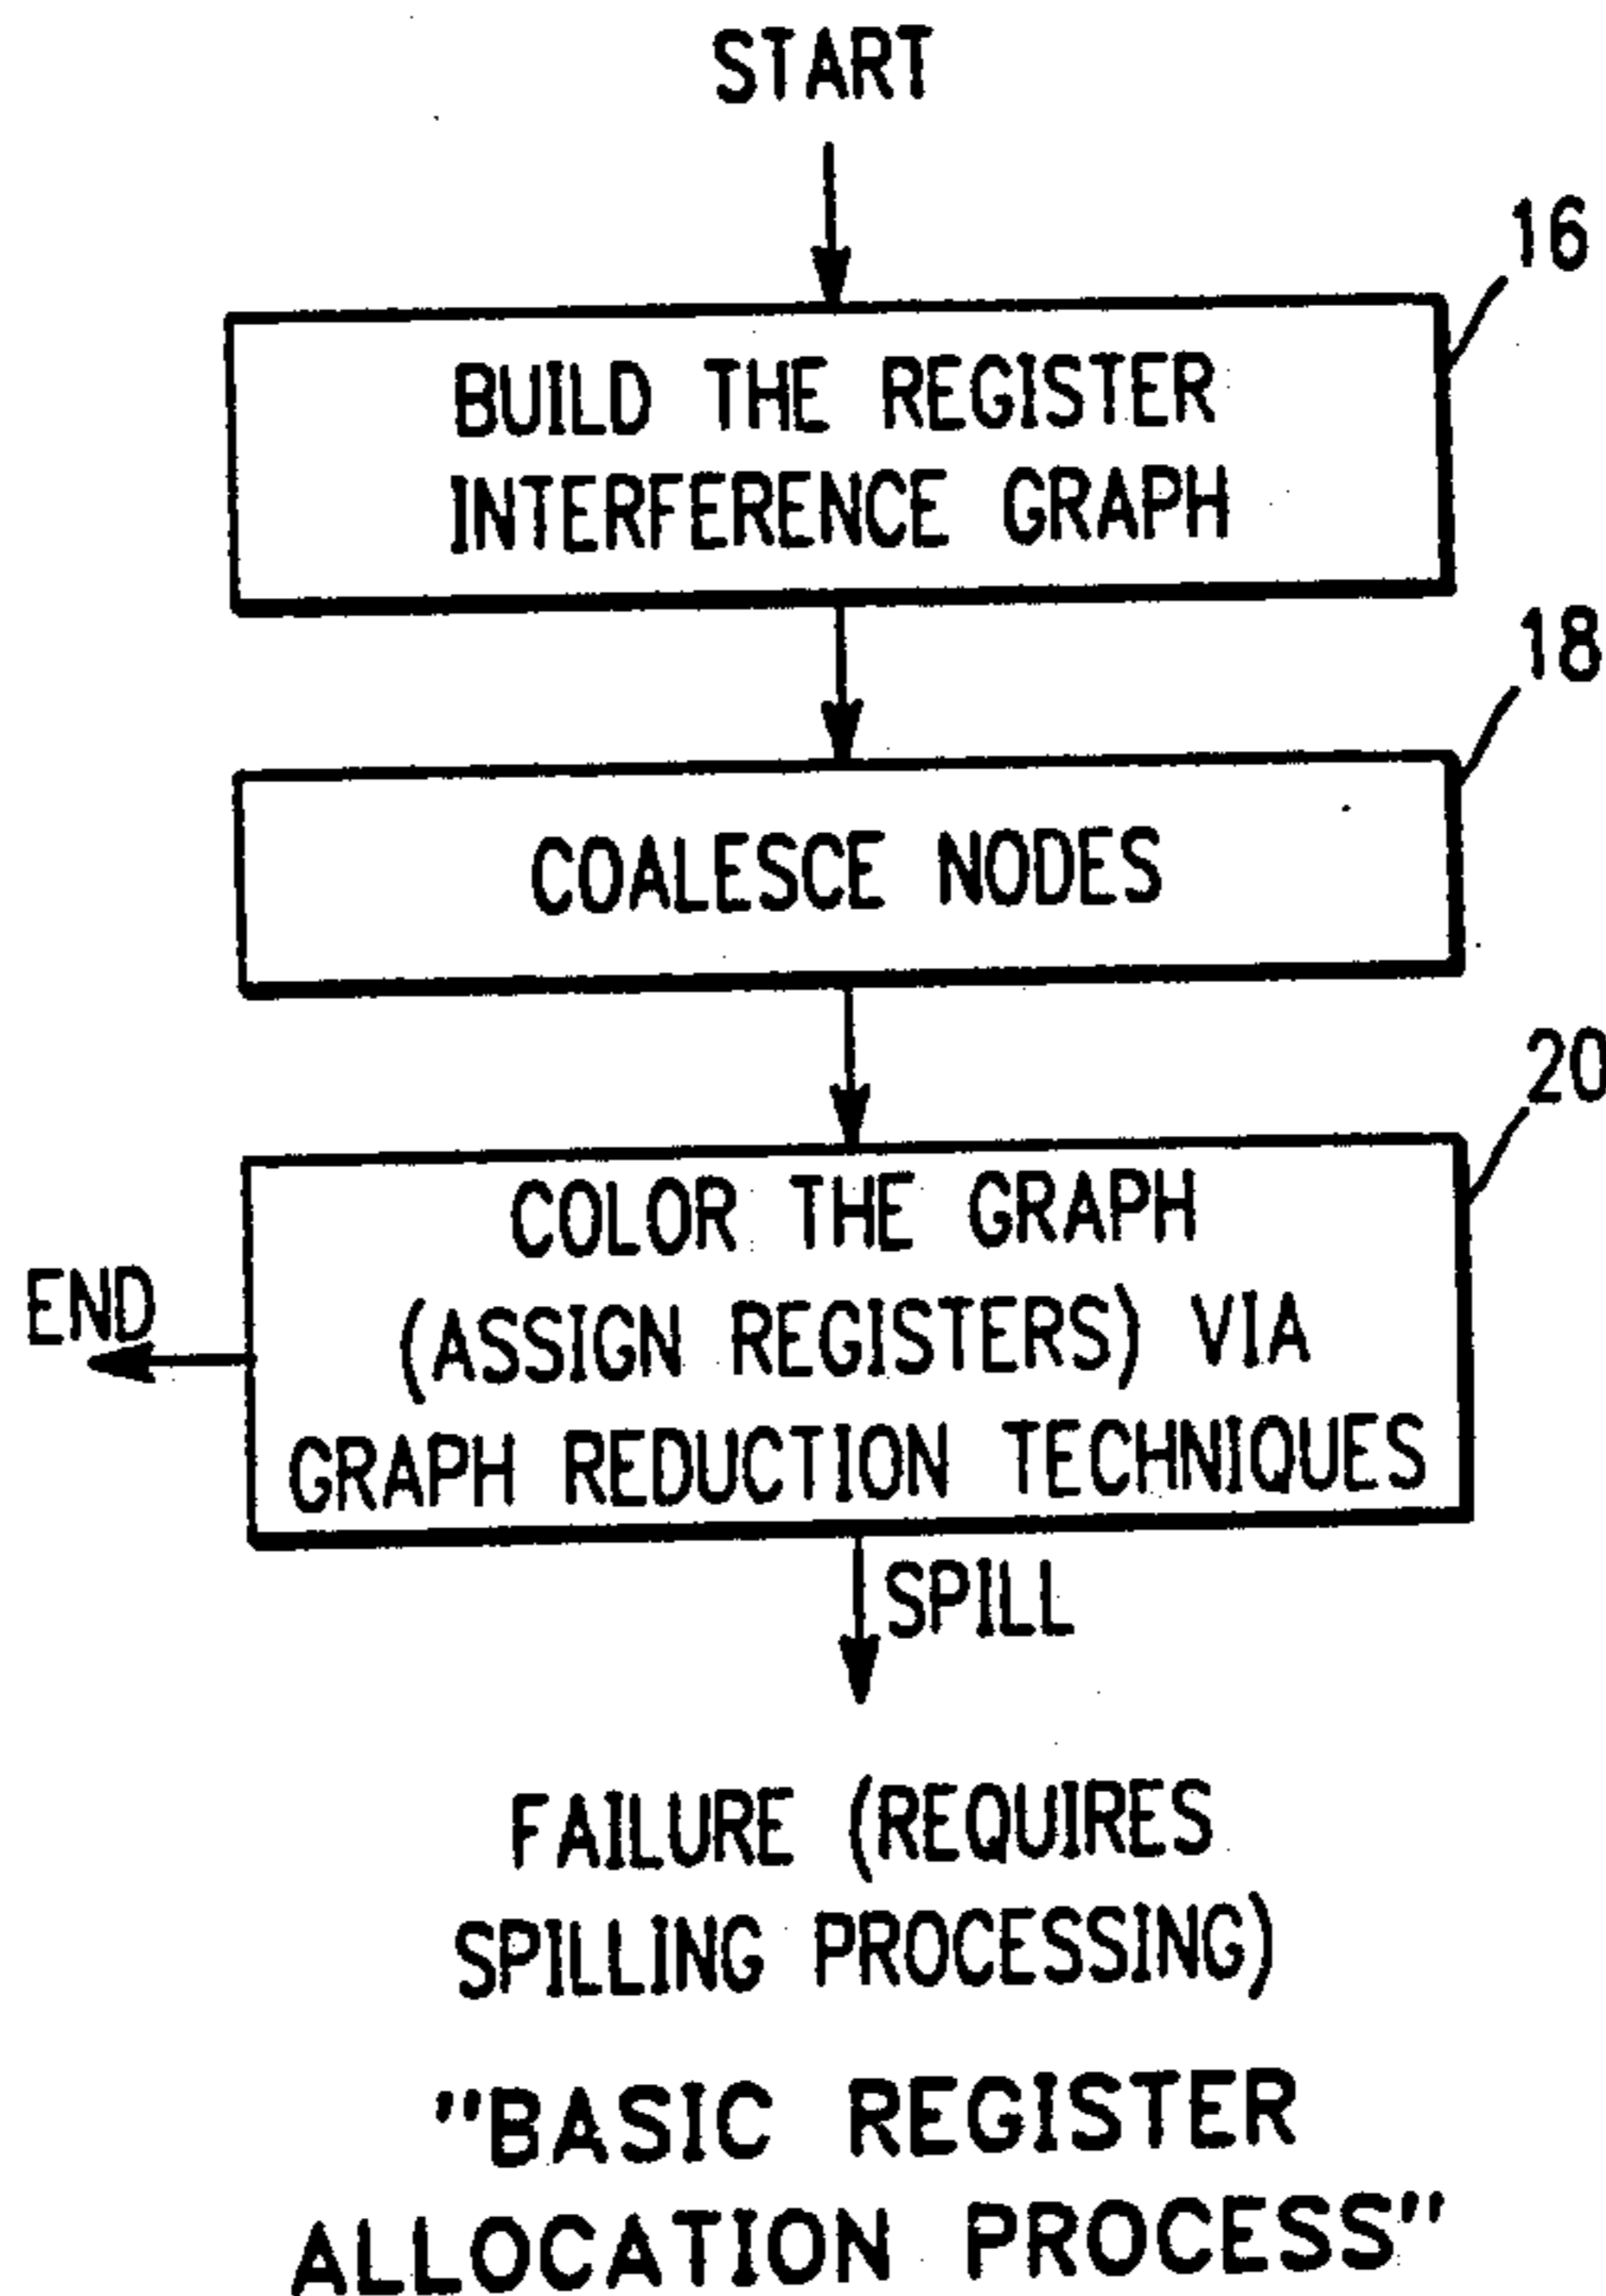 START
16
BUILD THE REGISTER
INTERFERENCE GRAPH
18
COALESCE NODES
20
COLOR THE GRAPH
(ASSIGN REGISTERS) VIA
GRAPH REDUCTION TECHNIQUES
END
SPILL
FAILURE (REQUIRES
SPILLING PROCESSING)
"BASIC REGISTER
ALLOCATION PROCESS"